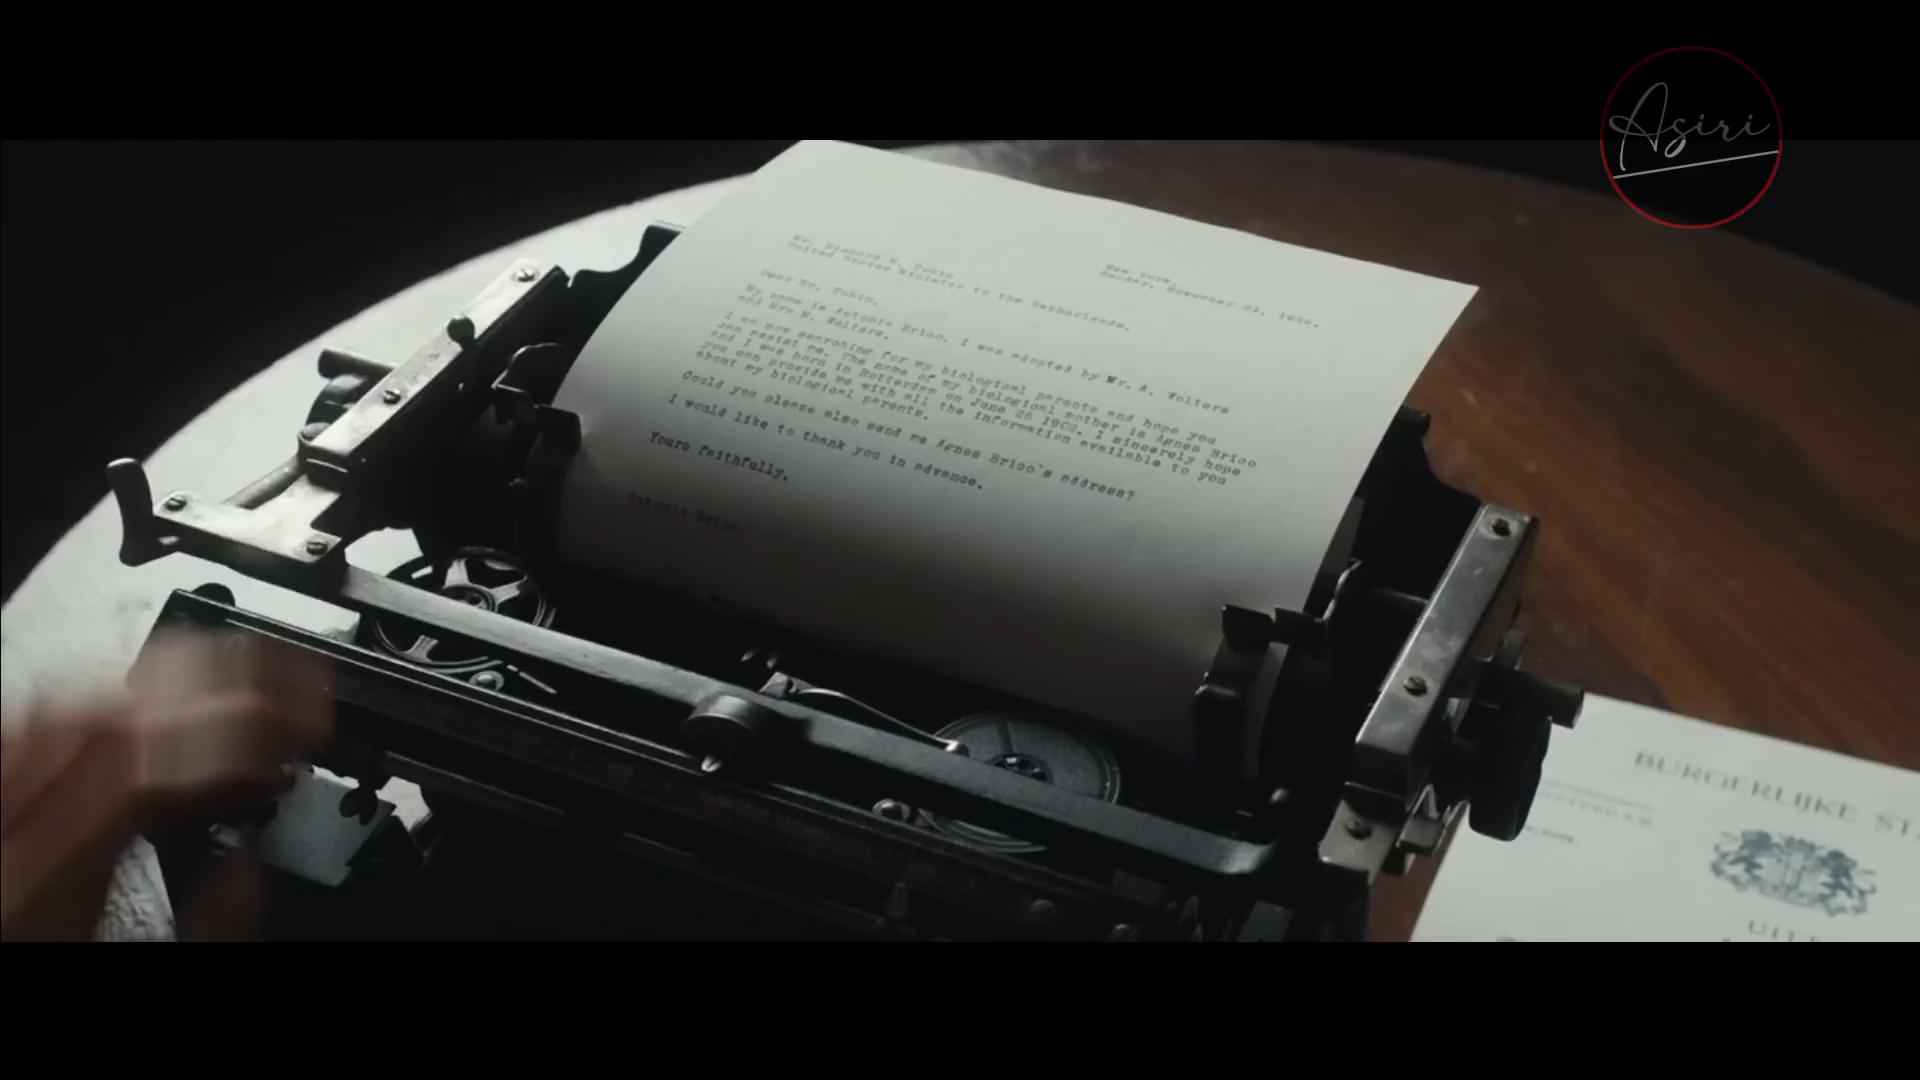 Asiri
New York,
Sunday, November 21, 1926.
Mr. Richard M. Tobin
United States Minister to the Netherlands.
Dear Mr. Tobin,
My name is Antonia Brico. I was adopted by Mr. A. Wolters
and Mrs M. Wolters.
I am now searching for my biological parents and hope you
can assist me. The name of my biological mother is Agnes Brico
and I was born in Rotterdam on June 26 1902. I sincerely hope
you can provide me with all the information available to you
about my biological parents.
Could you please also send me Agnes Brico's address?
I would like to thank you in advance.
Yours faithfully,
Antonia Brico
BURGERLIJKE